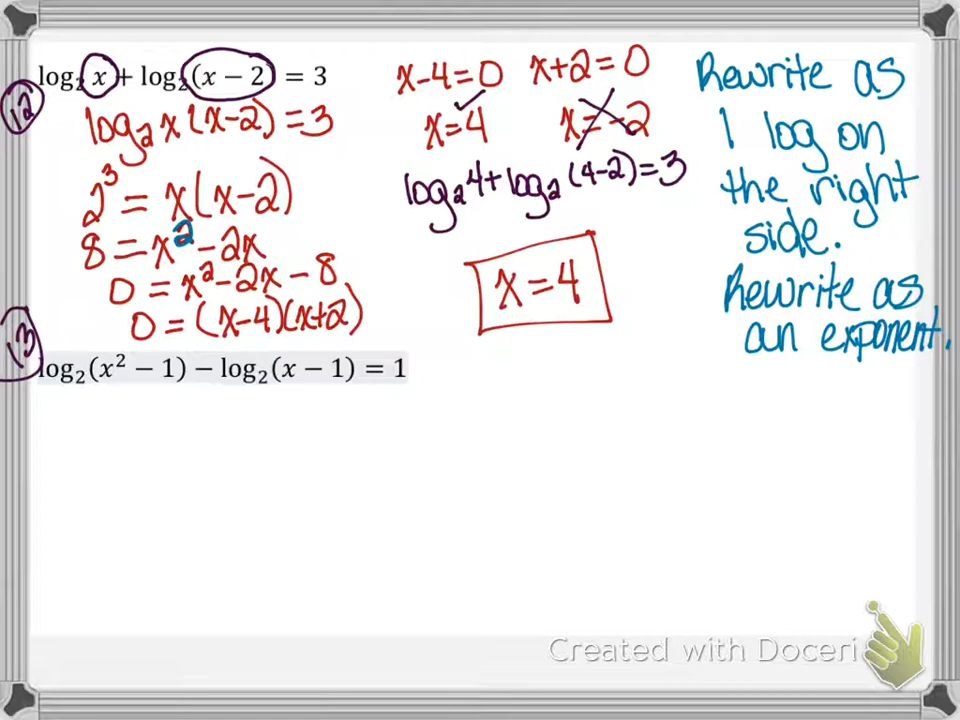 log₂ x + log₂(x − 2) = 3
12
log₂ x (x-2) = 3
2³ = x(x-2)
8 = x² - 2x
0 = x² - 2x - 8
0 = (x-4)(x+2)
x-4=0 x+2=0
x=4 x=-2
log₂ 4 + log₂ (4-2) = 3
x = 4
Rewrite as
1 log on
the right
side.
Rewrite as
an exponent.
13
log₂(x² − 1) − log₂(x − 1) = 1
Created with Doceri